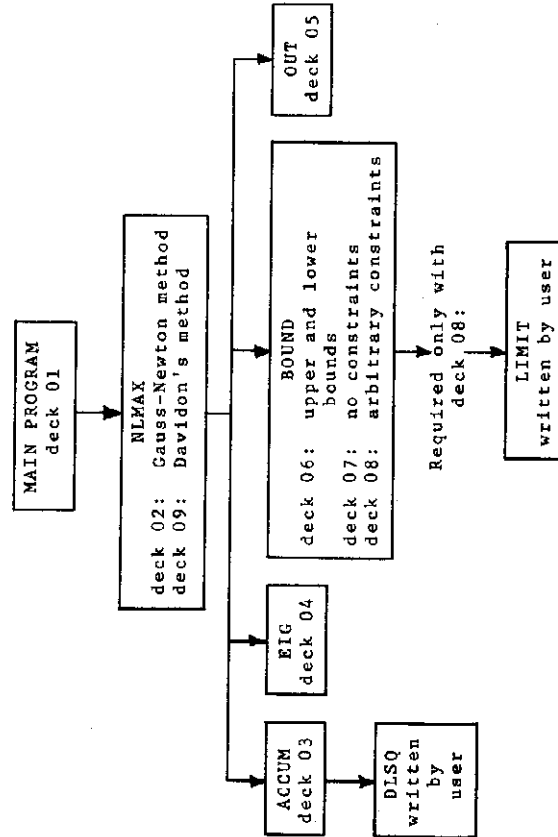 MAIN PROGRAM
deck 01
NLMAX
deck 02: Gauss-Newton method
deck 09: Davidon's method
ACCUM
deck 03
EIG
deck 04
BOUND
deck 06: upper and lower
bounds
deck 07: no constraints
deck 08: arbitrary constraints
OUT
deck 05
DLSQ
written
by
user
Required only with
deck 08:
LIMIT
written by user